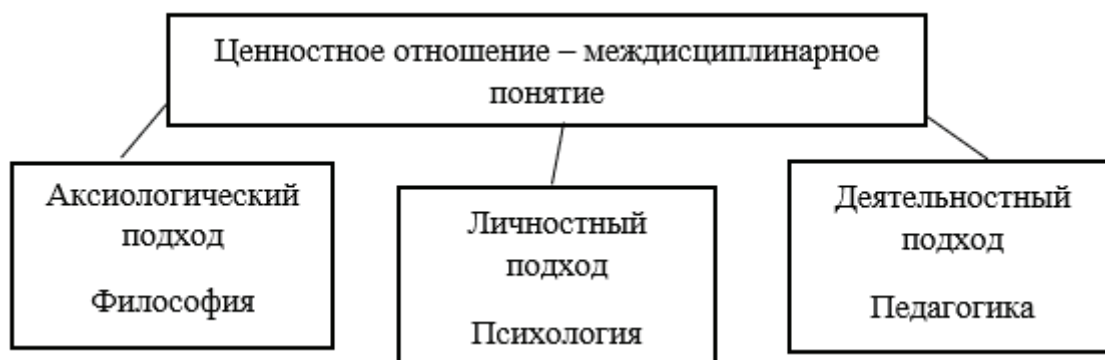 Ценностное отношение – междисциплинарное
понятие
Аксиологический
подход
Философия
Личностный
подход
Психология
Деятельностный
подход
Педагогика